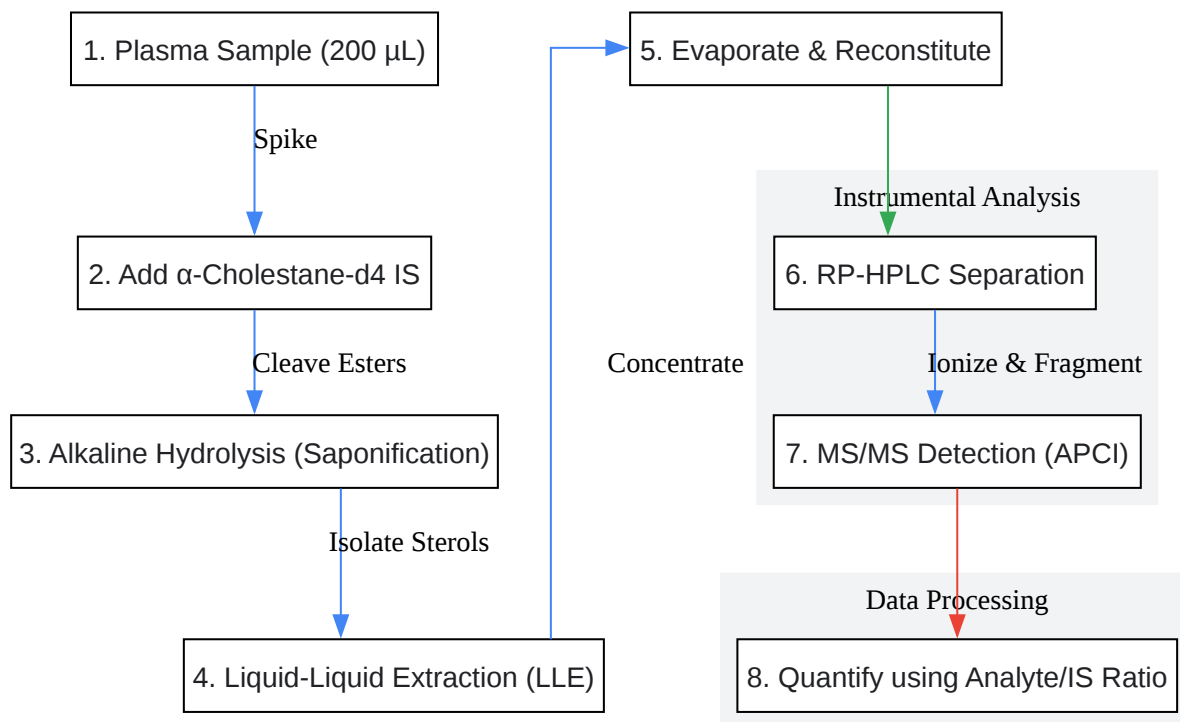 1. Plasma Sample (200 µL)
Spike
2. Add α-Cholestane-d4 IS
Cleave Esters
3. Alkaline Hydrolysis (Saponification)
Isolate Sterols
4. Liquid-Liquid Extraction (LLE)
Concentrate
5. Evaporate & Reconstitute
Instrumental Analysis
6. RP-HPLC Separation
Ionize & Fragment
7. MS/MS Detection (APCI)
Data Processing
8. Quantify using Analyte/IS Ratio